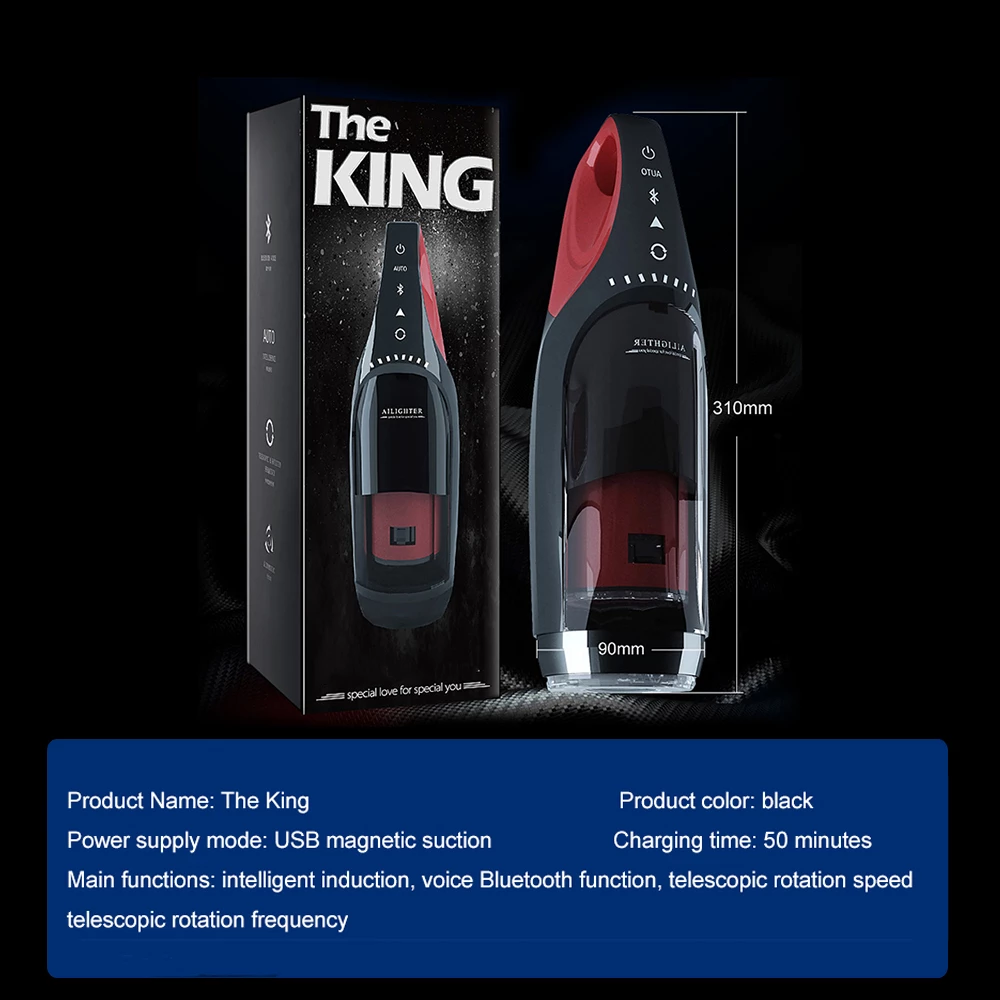 The
KING
AUTO
AILIGHTER
special love for special you
AUTO
AUTO
AILIGHTER
310mm
90mm
Product Name: The King
Product color: black
Power supply mode: USB magnetic suction
Charging time: 50 minutes
Main functions: intelligent induction, voice Bluetooth function, telescopic rotation speed
telescopic rotation frequency